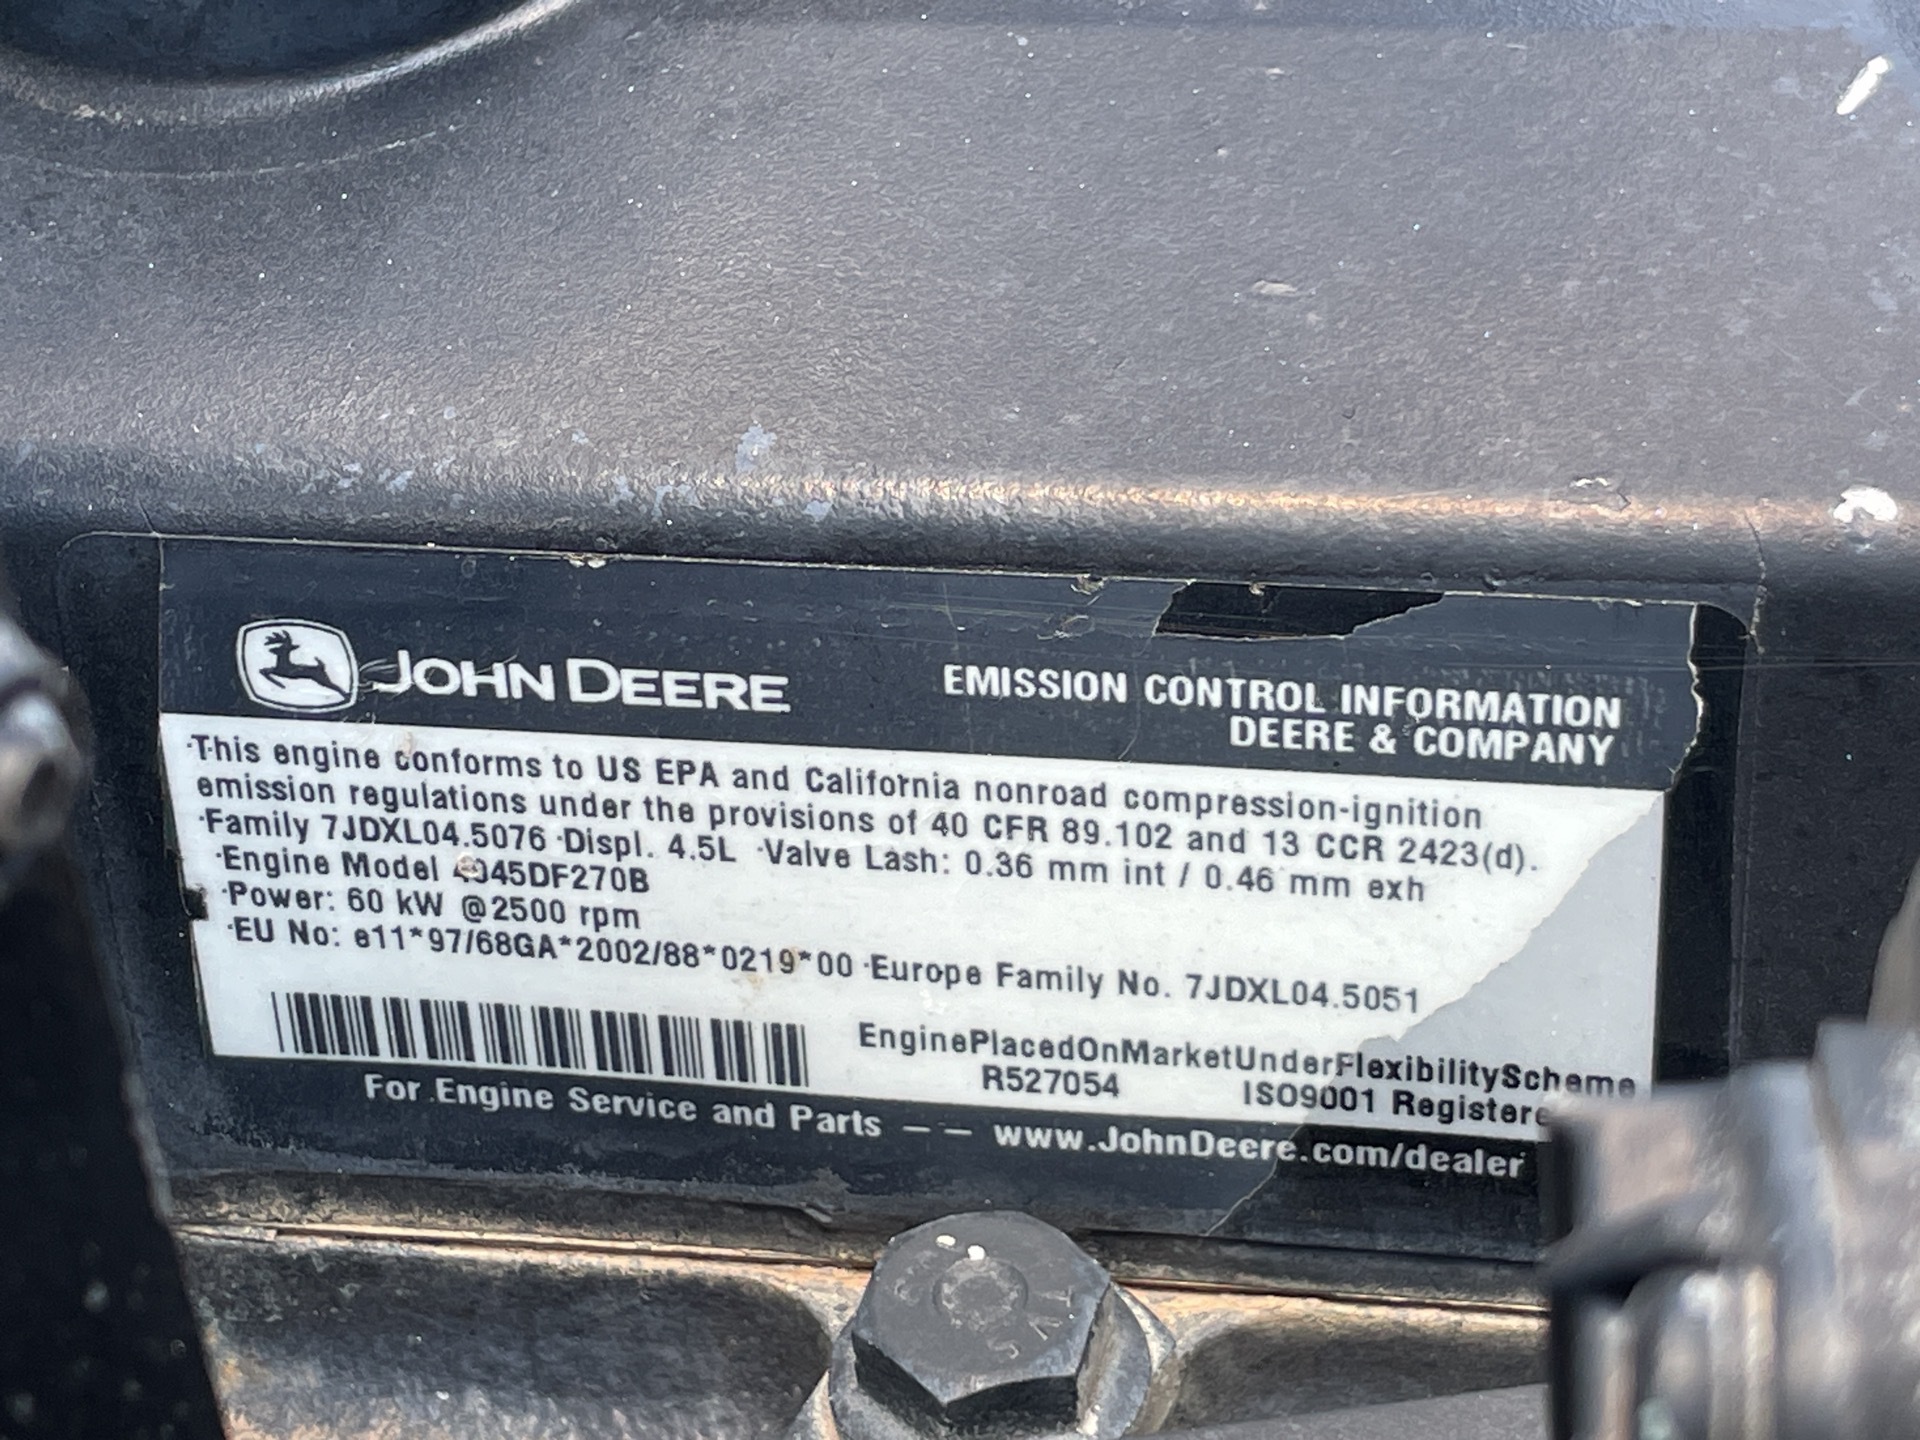 JOHN DEERE
EMISSION CONTROL INFORMATION
DEERE & COMPANY
·This engine conforms to US EPA and California nonroad compression-ignition
emission regulations under the provisions of 40 CFR 89.102 and 13 CCR 2423(d).
·Family 7JDXL04.5076 ·Displ. 4.5L ·Valve Lash: 0.36 mm int / 0.46 mm exh
·Engine Model 4045DF270B
·Power: 60 kW @2500 rpm
·EU No: e11*97/68GA*2002/88*0219*00 ·Europe Family No. 7JDXL04.5051
EnginePlacedOnMarketUnderFlexibilityScheme
R527054 ISO9001 Registere
For Engine Service and Parts -- www.JohnDeere.com/dealer